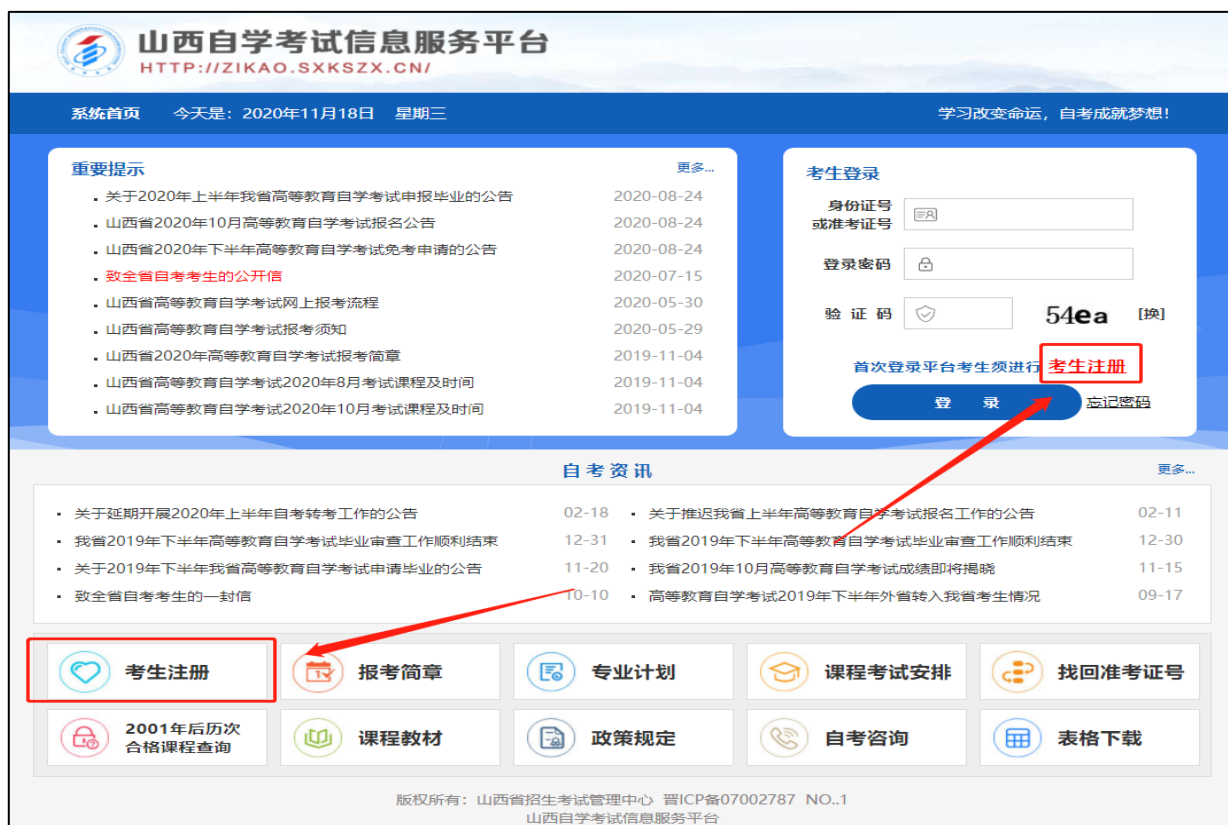 山西自学考试信息服务平台
HTTP://ZIKAO.SXKSZX.CN/
系统首页 今天是：2020年11月18日 星期三 学习改变命运，自考成就梦想！
重要提示 更多...
关于2020年上半年我省高等教育自学考试申报毕业的公告 2020-08-24
山西省2020年10月高等教育自学考试报名公告 2020-08-24
山西省2020年下半年高等教育自学考试免考申请的公告 2020-08-24
致全省自考考生的公开信 2020-07-15
山西省高等教育自学考试网上报考流程 2020-05-30
山西省高等教育自学考试报考须知 2020-05-29
山西省2020年高等教育自学考试报考简章 2019-11-04
山西省高等教育自学考试2020年8月考试课程及时间 2019-11-04
山西省高等教育自学考试2020年10月考试课程及时间 2019-11-04
考生登录
身份证号
或准考证号
登录密码
验 证 码 54ea [换]
首次登录平台考生须进行 考生注册
登 录 忘记密码
自 考 资 讯 更多...
关于延期开展2020年上半年自考转考工作的公告 02-18
关于推迟我省上半年高等教育自学考试报名工作的公告 02-11
我省2019年下半年高等教育自学考试毕业审查工作顺利结束 12-31
我省2019年下半年高等教育自学考试毕业审查工作顺利结束 12-30
关于2019年下半年我省高等教育自学考试申请毕业的公告 11-20
我省2019年10月高等教育自学考试成绩即将揭晓 11-15
致全省自考考生的一封信 10-10
高等教育自学考试2019年下半年外省转入我省考生情况 09-17
考生注册
报考简章
专业计划
课程考试安排
找回准考证号
2001年后历次
合格课程查询
课程教材
政策规定
自考咨询
表格下载
版权所有：山西省招生考试管理中心 晋ICP备07002787 NO..1
山西自学考试信息服务平台